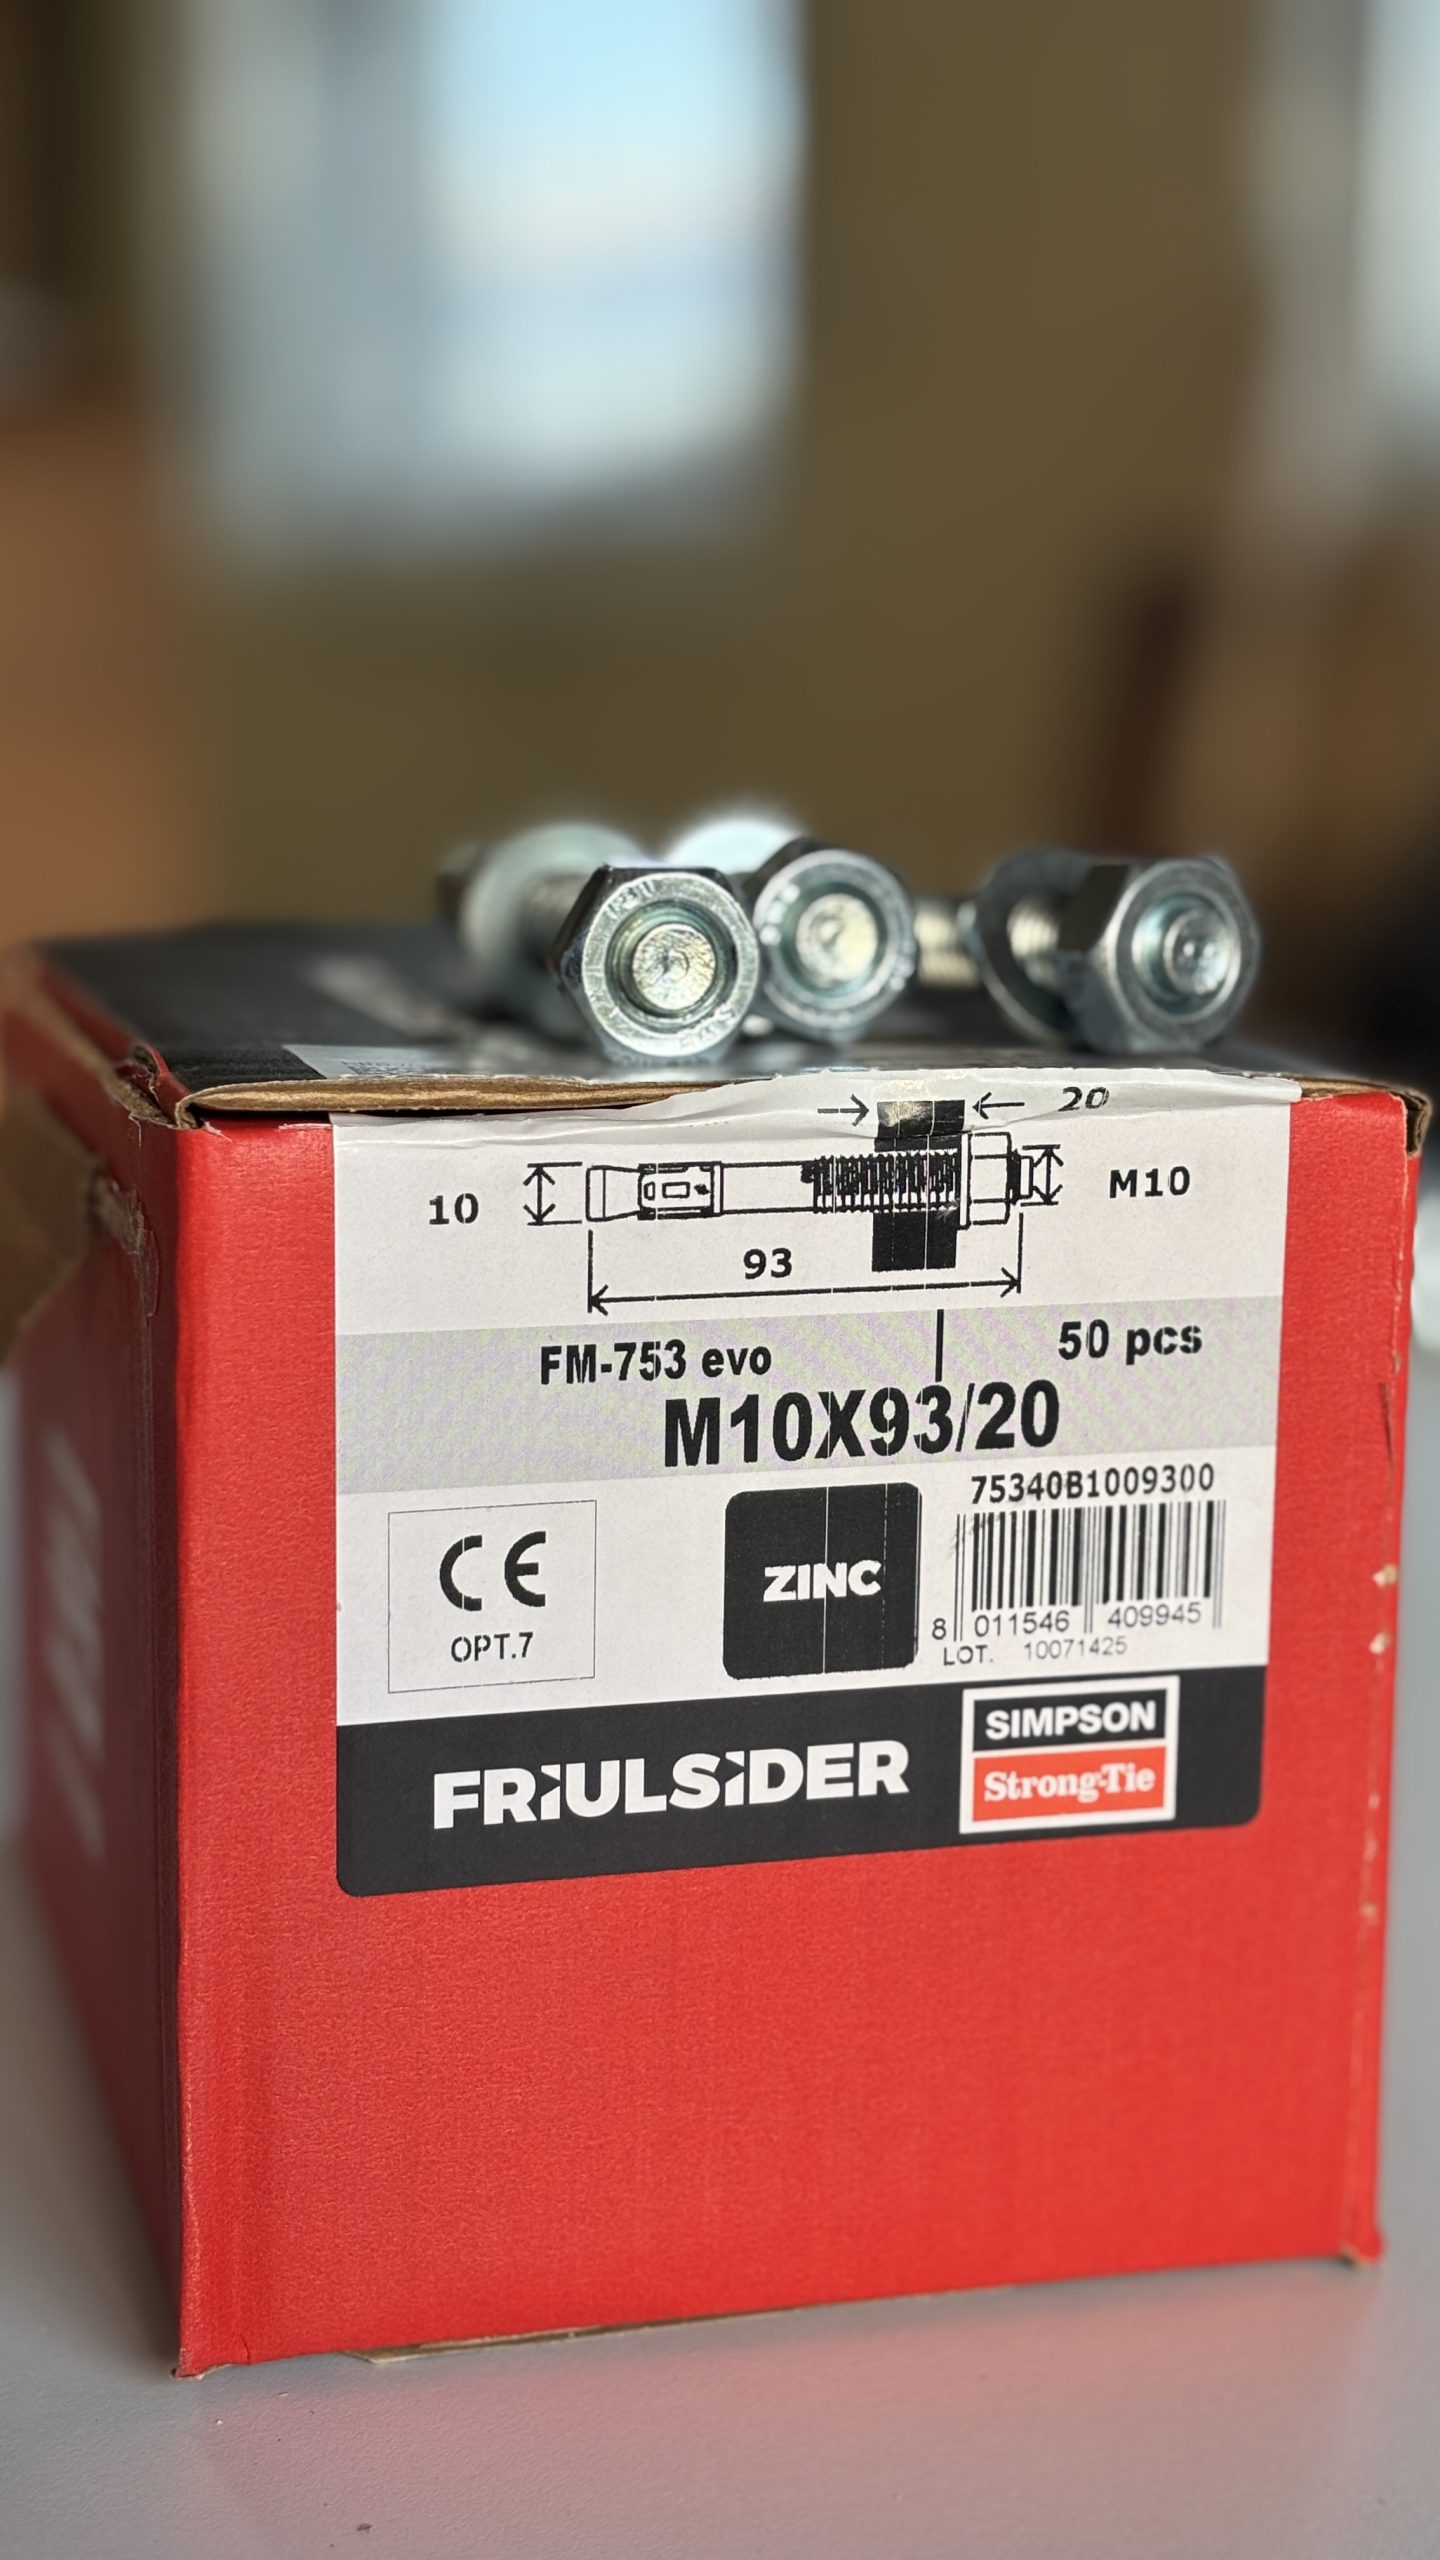 20
10
M10
93
FM-753 evo
50 pcs
M10X93/20
75340B1009300
CE
OPT.7
ZINC
8 011546 409945
LOT. 10071425
FRIULSIDER
SIMPSON
Strong-Tie